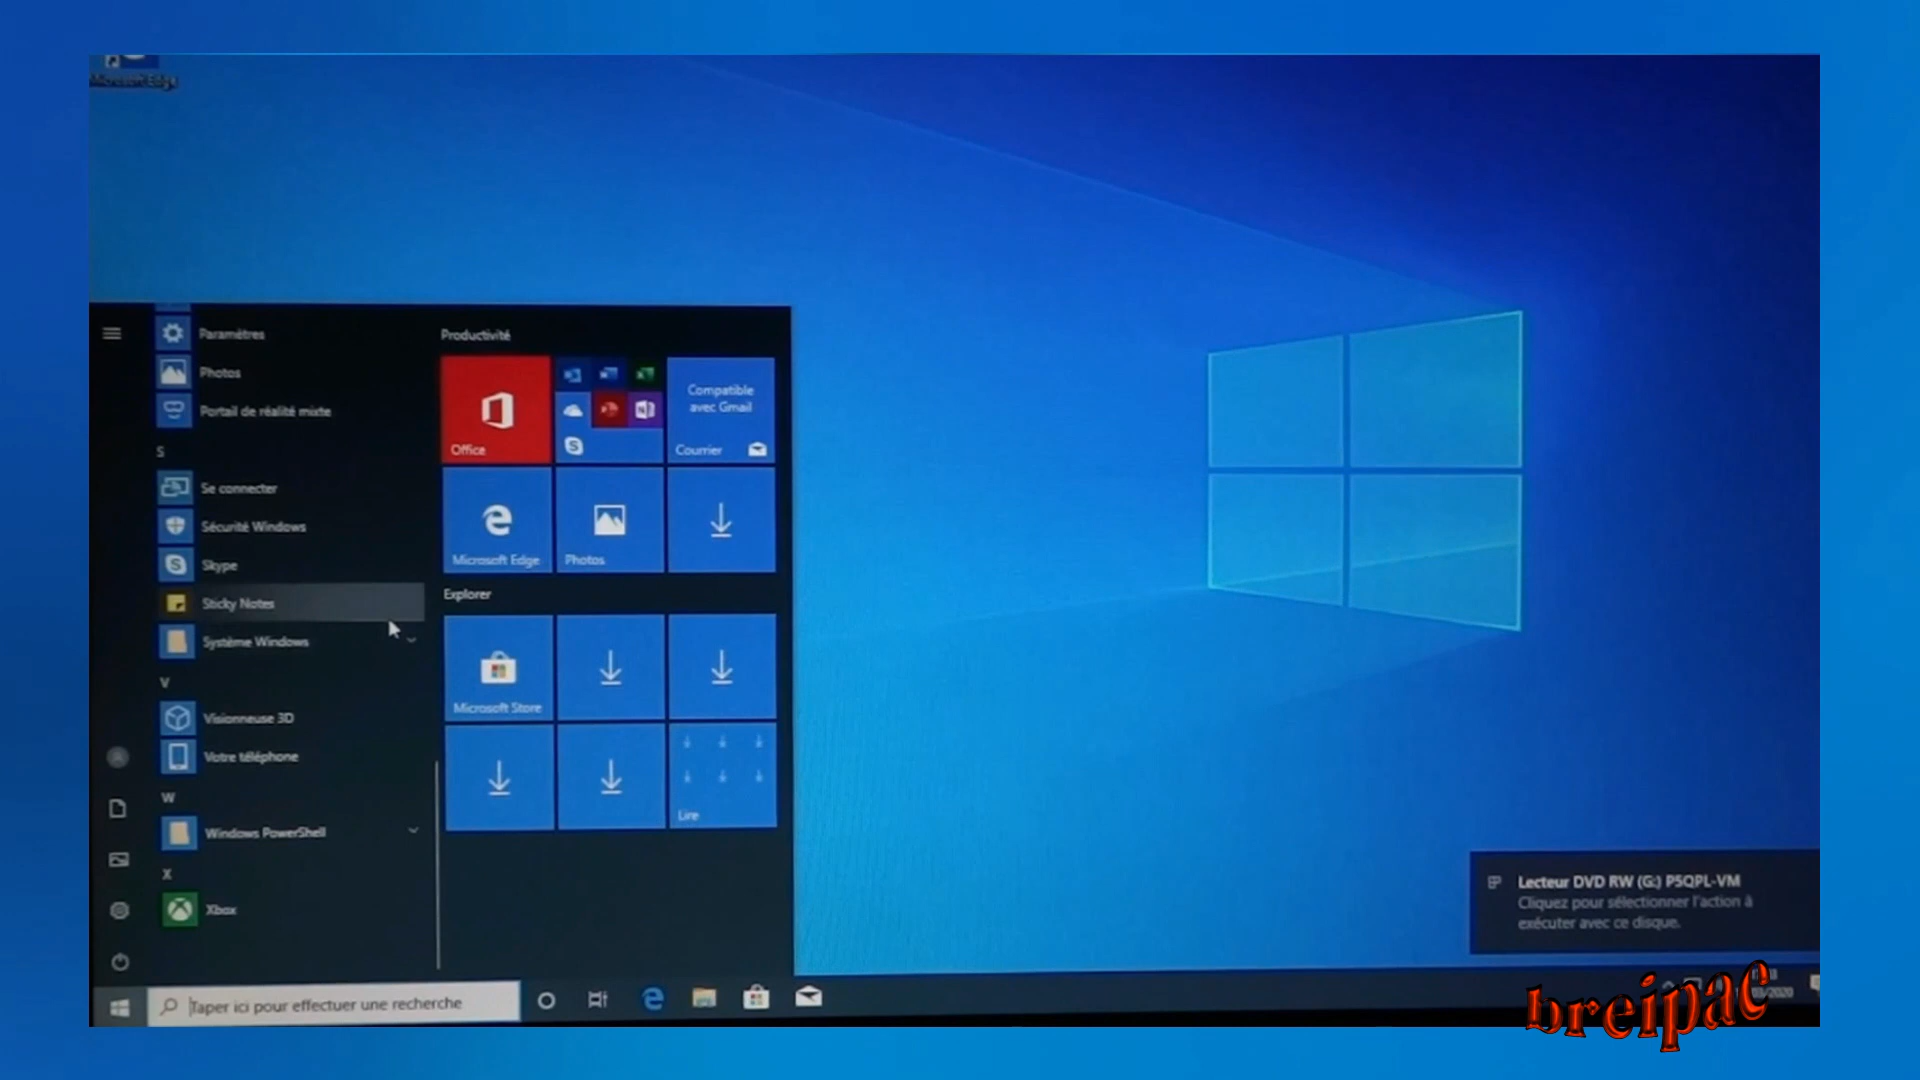 Microsoft Edge
Paramètres
Photos
Portail de réalité mixte
S
Se connecter
Sécurité Windows
Skype
Sticky Notes
Système Windows
V
Visionneuse 3D
Votre téléphone
W
Windows PowerShell
X
Xbox
Productivité
Office
Compatible
avec Gmail
Courrier
Microsoft Edge
Photos
Explorer
Microsoft Store
Lire
Lecteur DVD RW (G:) P5QPL-VM
Cliquez pour sélectionner l'action à
exécuter avec ce disque.
Taper ici pour effectuer une recherche
breipac